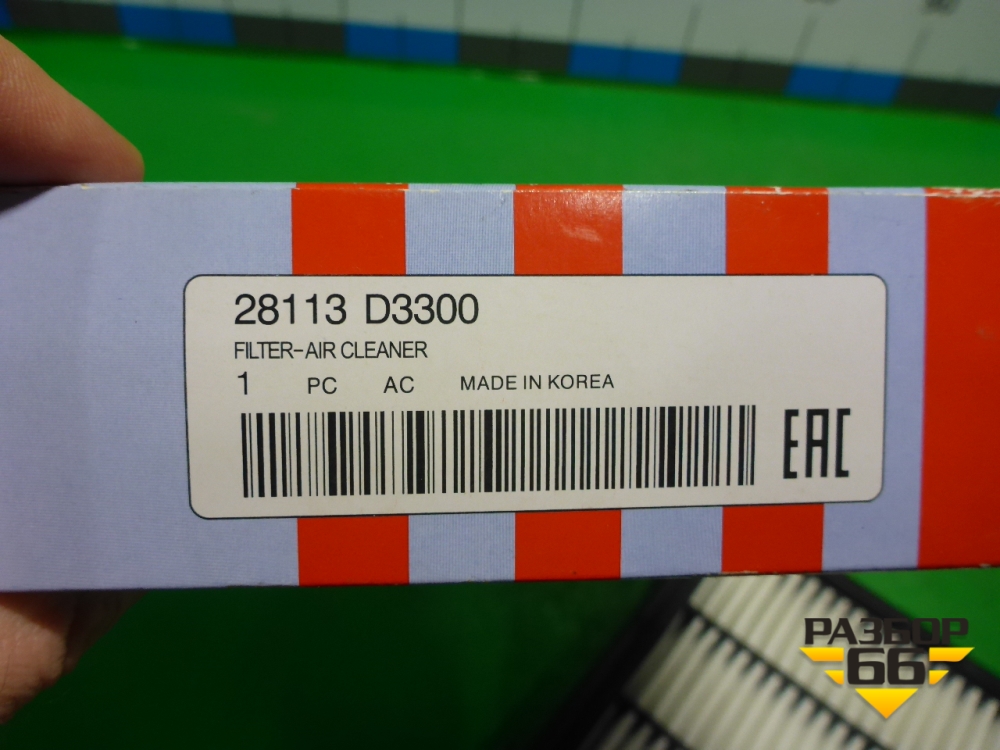 28113 D3300
FILTER-AIR CLEANER
1 PC AC MADE IN KOREA
EAC
РАЗБОР
66